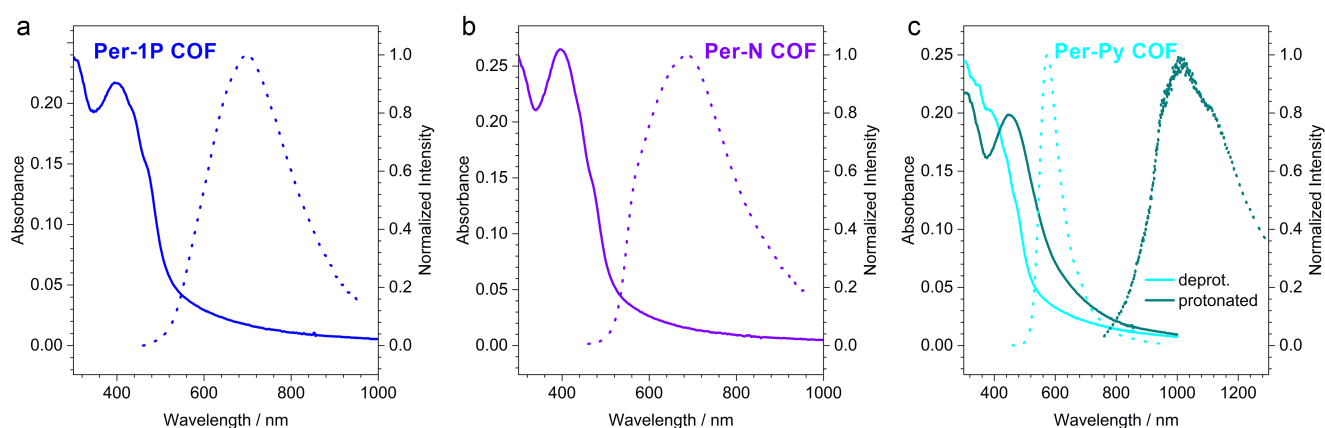 a
Per-1P COF
Absorbance
0.20
0.15
0.10
0.05
0.00
1.0
0.8
0.6
0.4
0.2
0.0
Normalized Intensity
400 600 800 1000
Wavelength / nm
b
Per-N COF
Absorbance
0.25
0.20
0.15
0.10
0.05
0.00
1.0
0.8
0.6
0.4
0.2
0.0
Normalized Intensity
400 600 800 1000
Wavelength / nm
c
Per-Py COF
Absorbance
0.25
0.20
0.15
0.10
0.05
0.00
1.0
0.8
0.6
0.4
0.2
0.0
Normalized Intensity
deprot.
protonated
400 600 800 1000 1200
Wavelength / nm